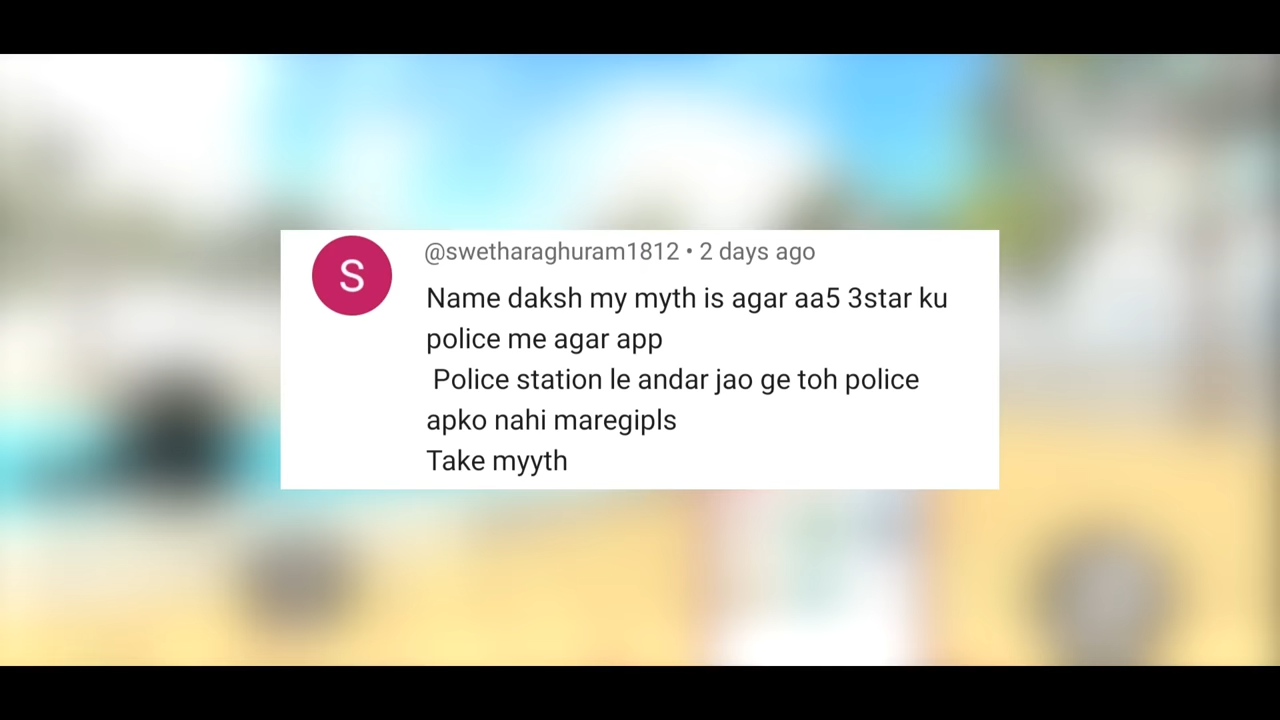 S
@swetharaghuram1812 • 2 days ago
Name daksh my myth is agar aa5 3star ku
police me agar app
Police station le andar jao ge toh police
apko nahi maregipls
Take myyth